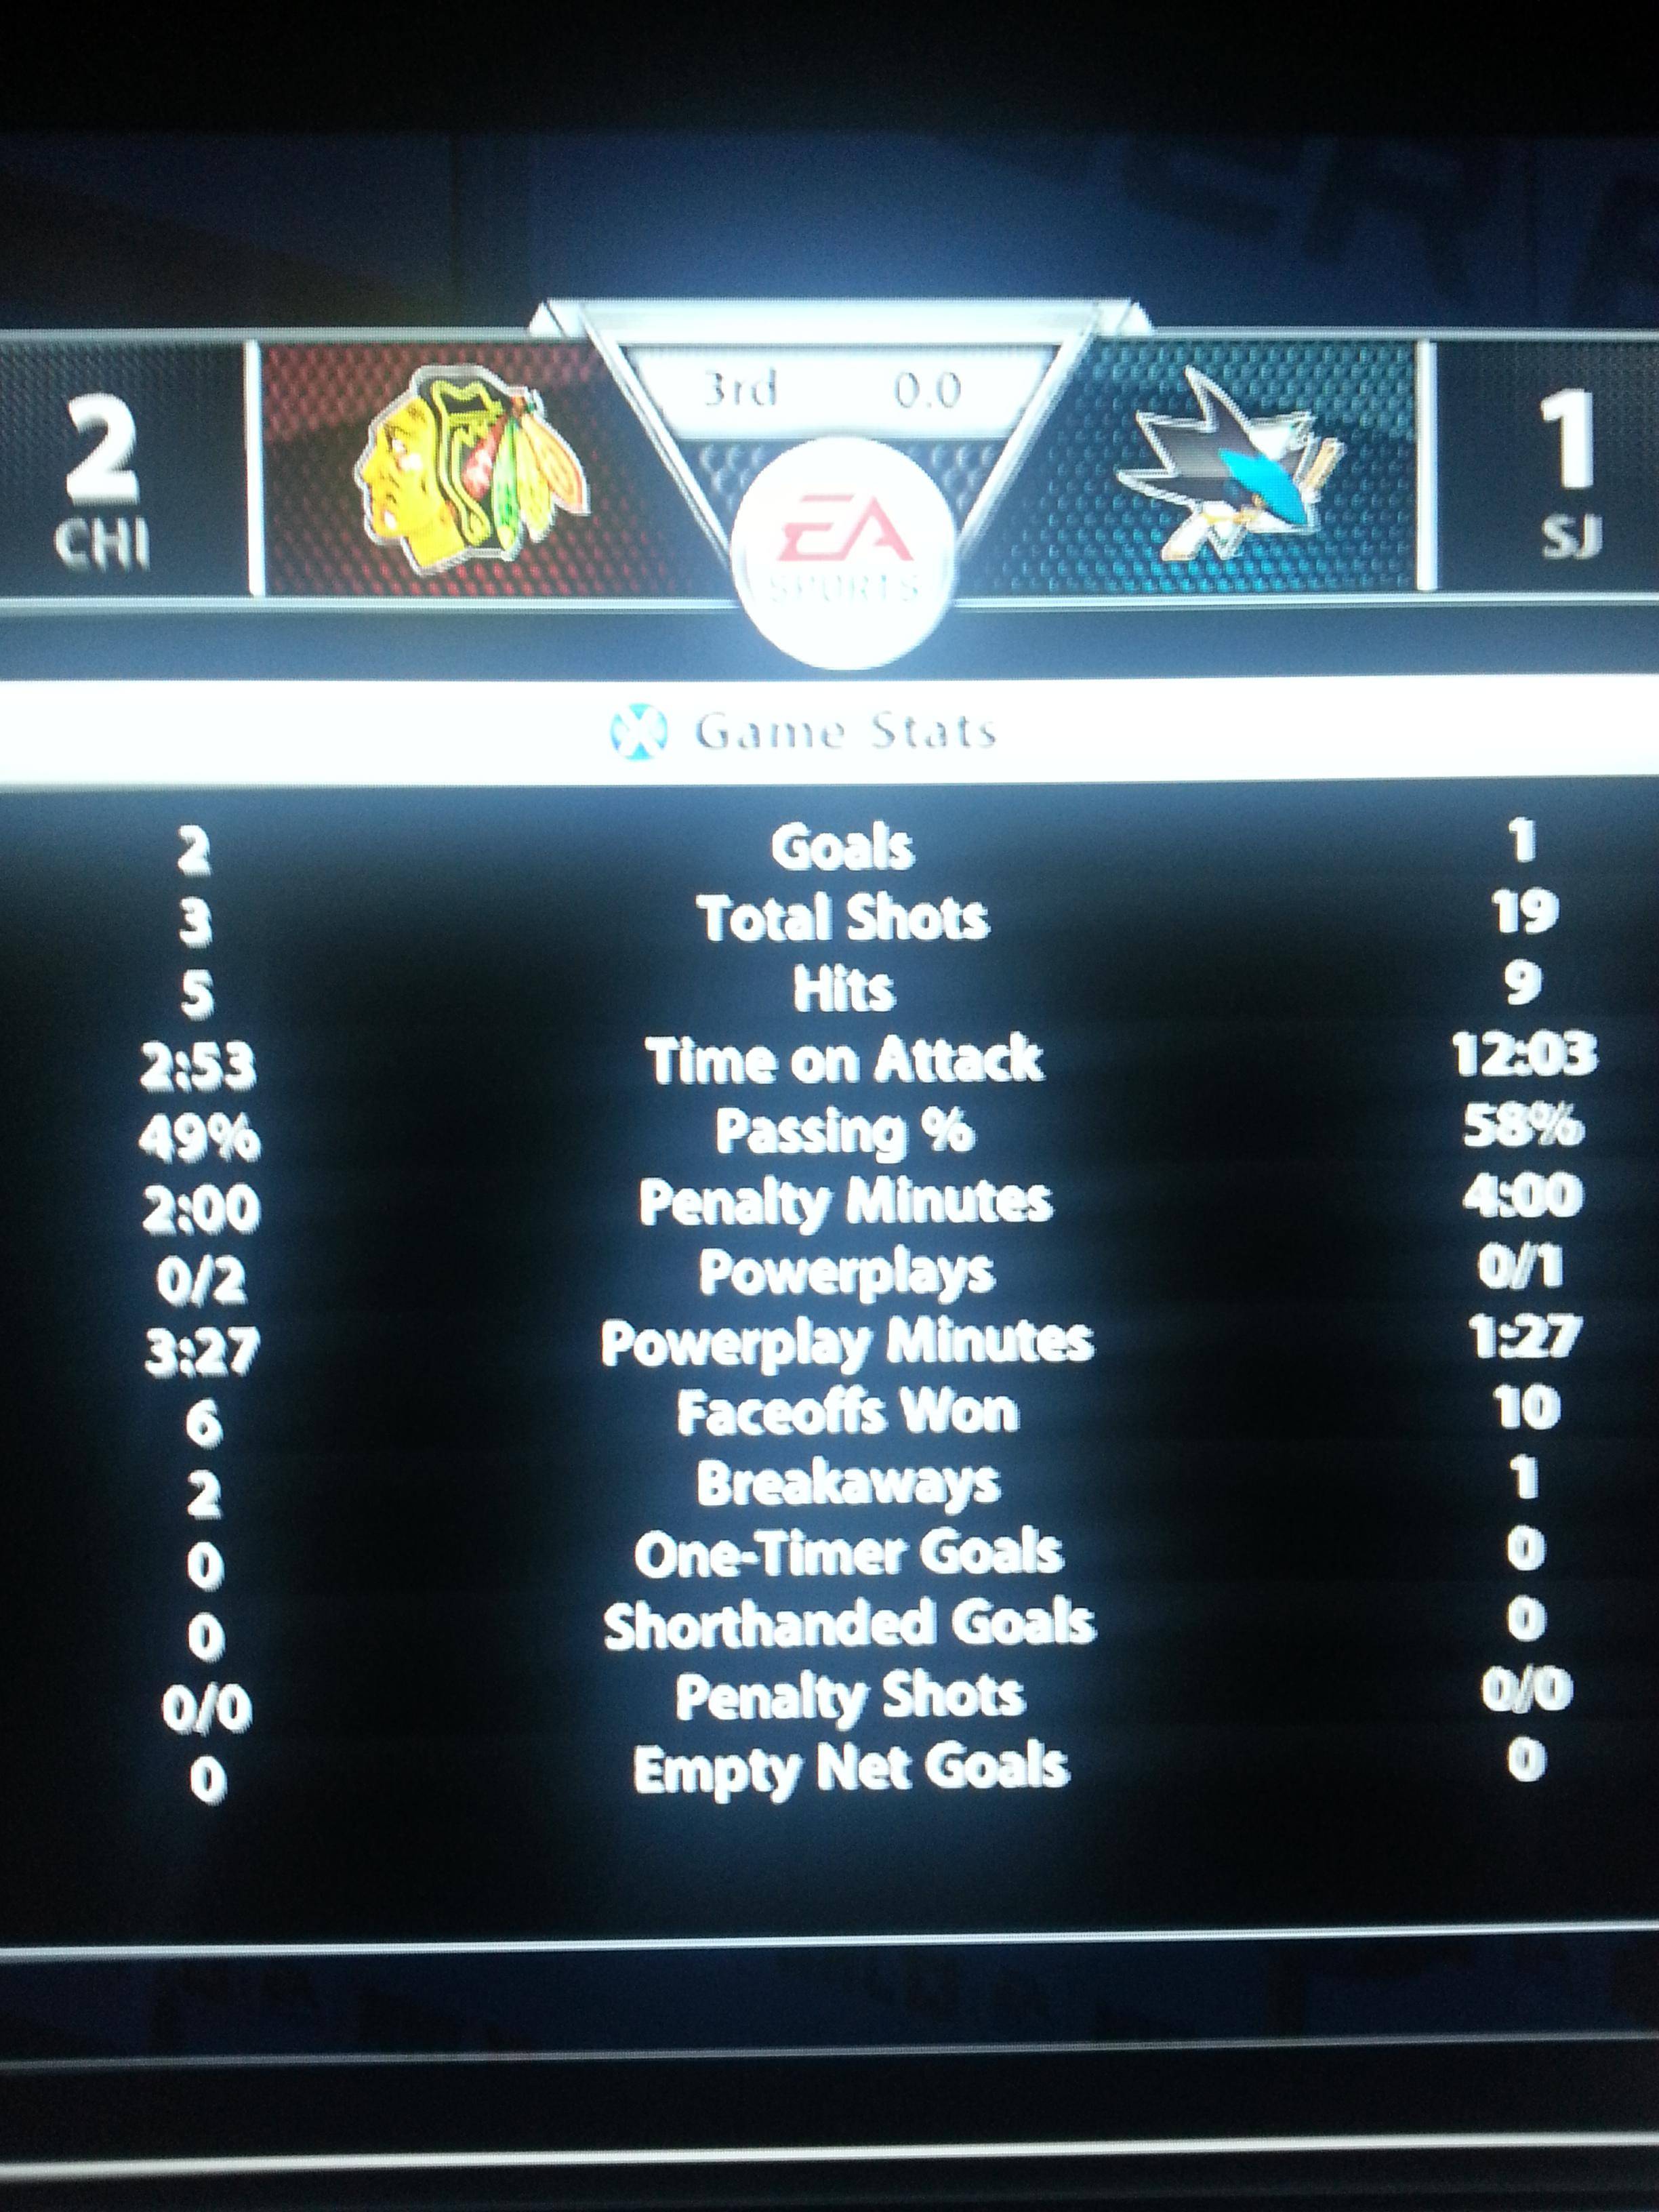 3rd 0.0
2 1
CHI SJ
EA
SPORTS
Game Stats
2 Goals 1
3 Total Shots 19
5 Hits 9
2:53 Time on Attack 12:03
49% Passing % 58%
2:00 Penalty Minutes 4:00
0/2 Powerplays 0/1
3:27 Powerplay Minutes 1:27
6 Faceoffs Won 10
2 Breakaways 1
0 One-Timer Goals 0
0 Shorthanded Goals 0
0/0 Penalty Shots 0/0
0 Empty Net Goals 0